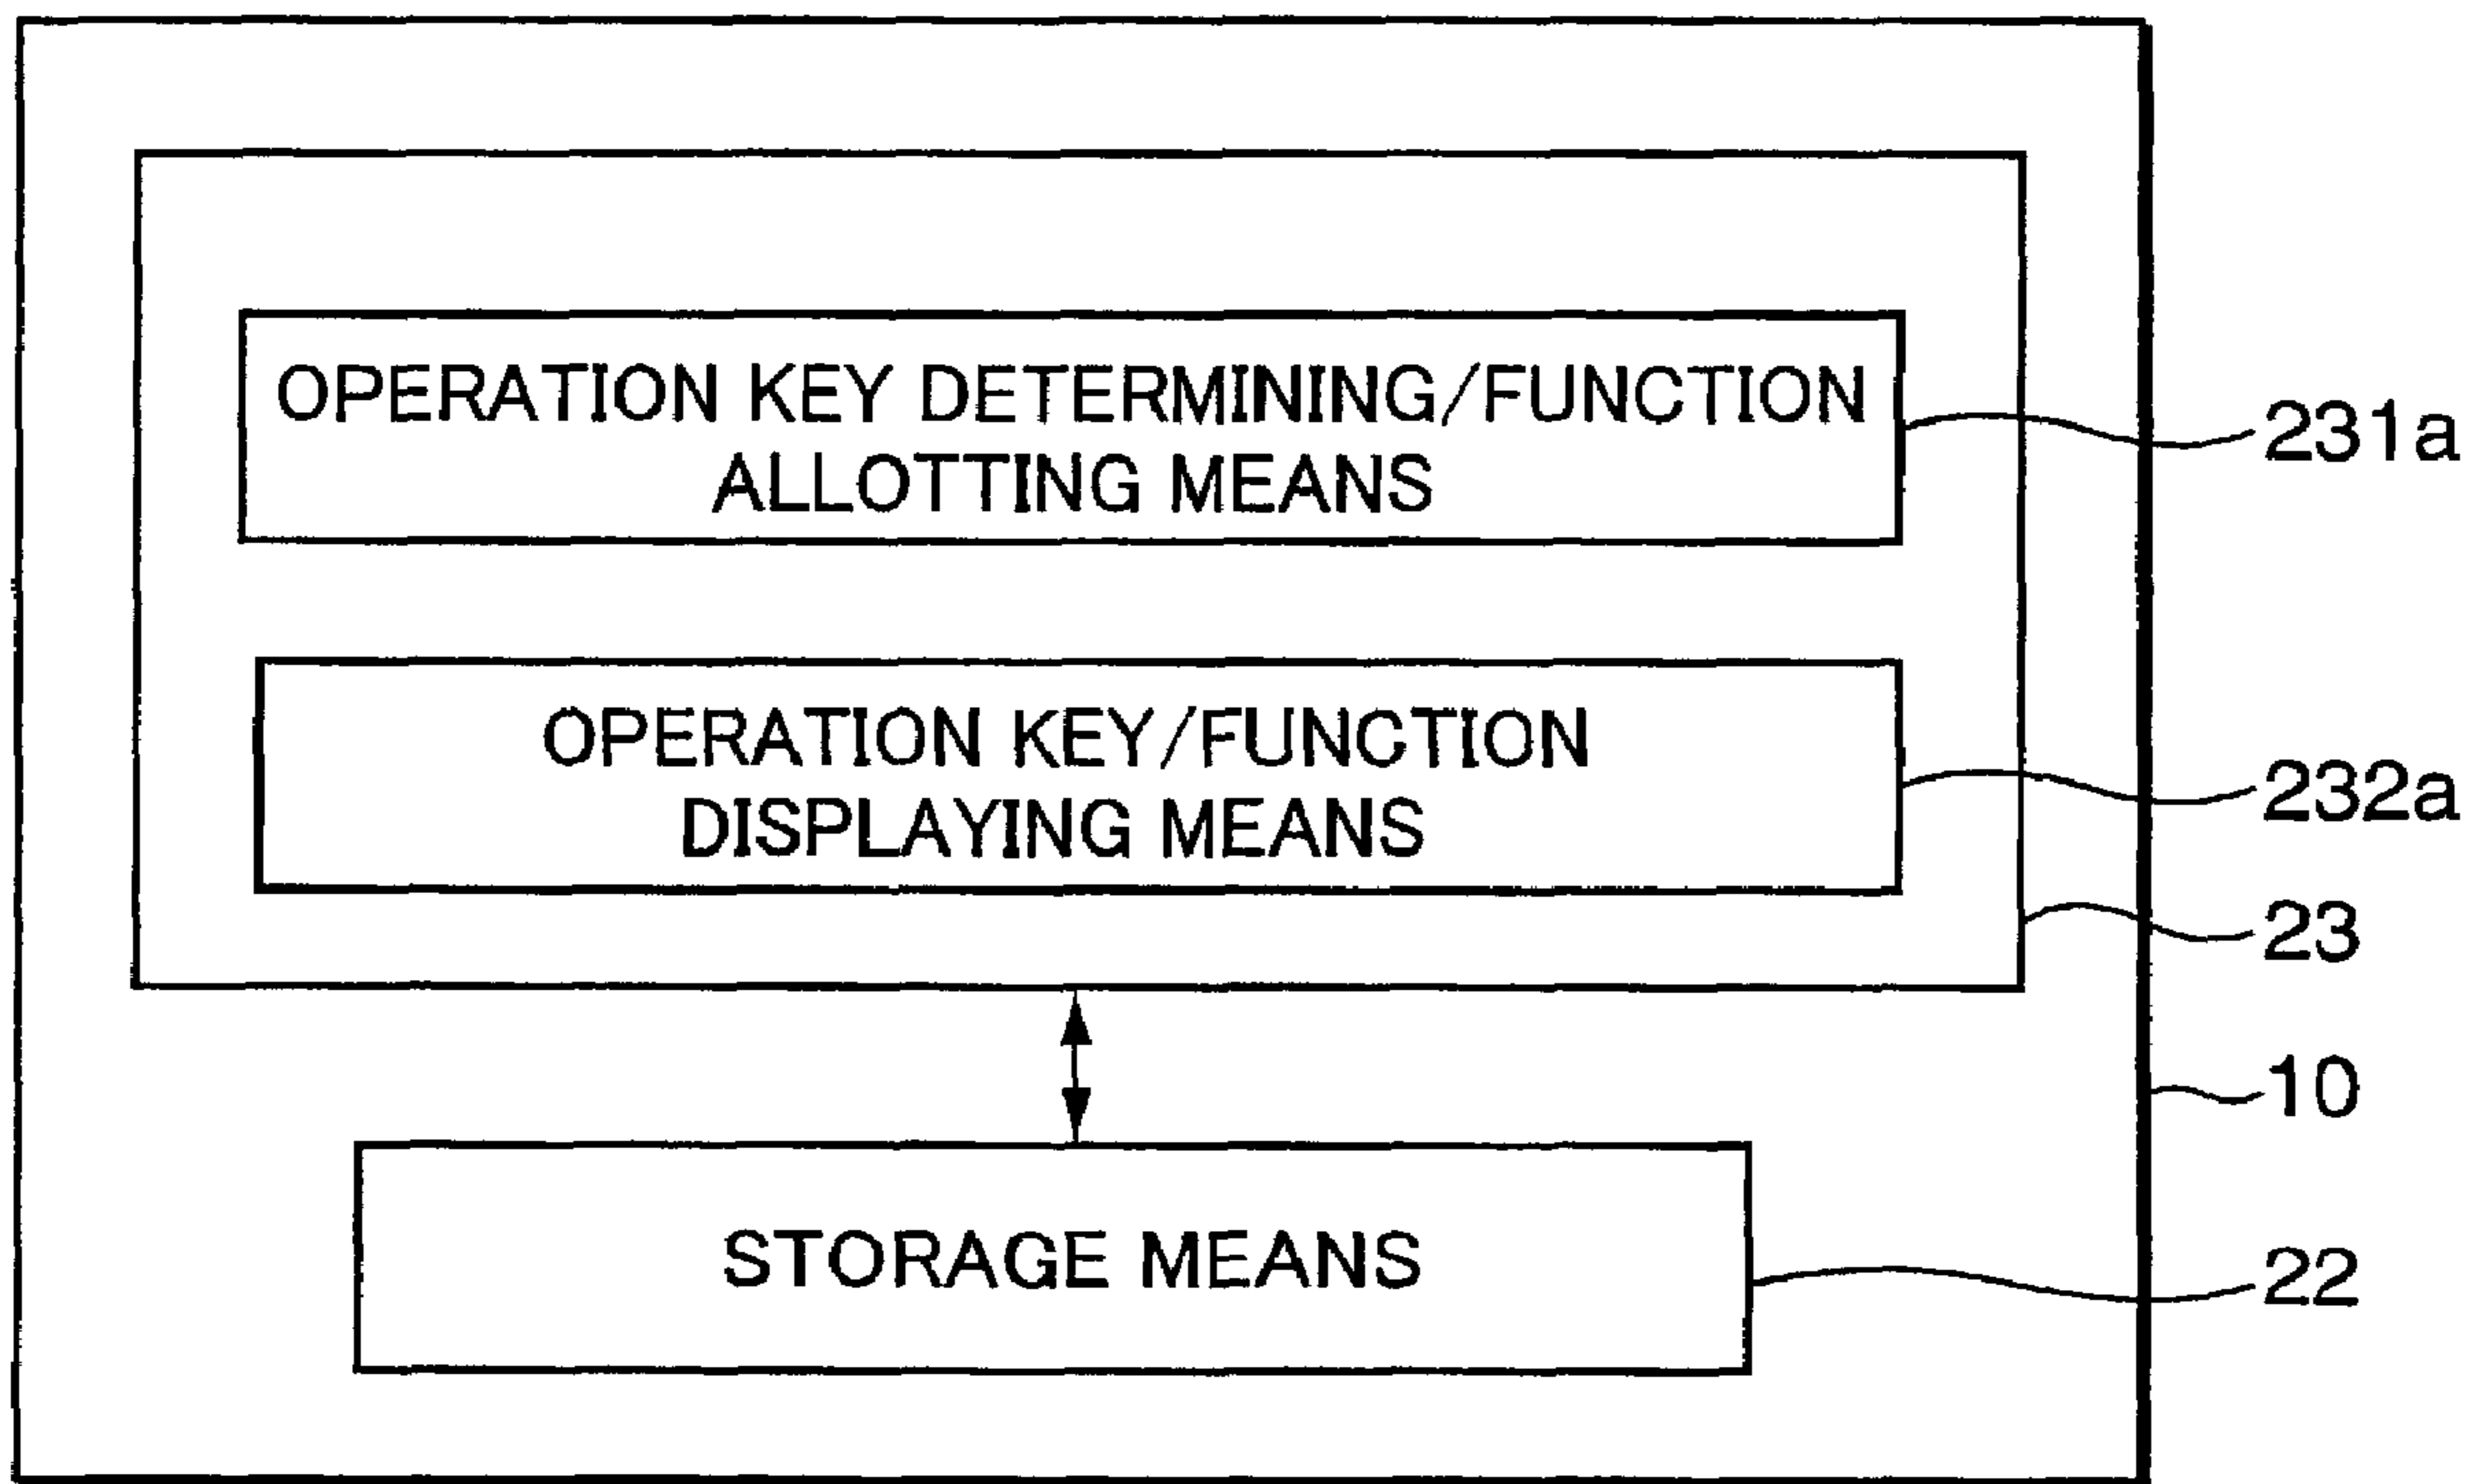 OPERATION KEY DETERMINING/FUNCTION
ALLOTTING MEANS
231a
OPERATION KEY/FUNCTION
DISPLAYING MEANS
232a
23
10
STORAGE MEANS
22